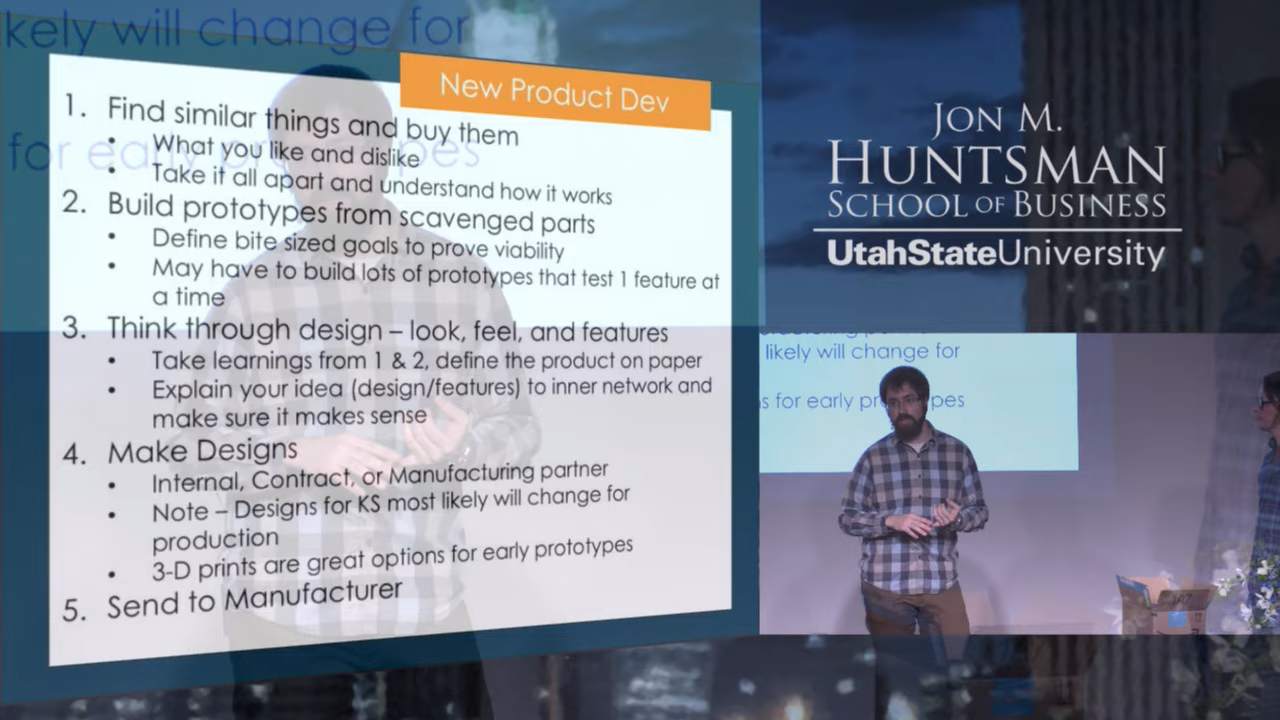 kely will change for
for early prototypes
New Product Dev
1. Find similar things and buy them
• What you like and dislike
• Take it all apart and understand how it works
2. Build prototypes from scavenged parts
• Define bite sized goals to prove viability
• May have to build lots of prototypes that test 1 feature at
a time
3. Think through design – look, feel, and features
• Take learnings from 1 & 2, define the product on paper
• Explain your idea (design/features) to inner network and
make sure it makes sense
4. Make Designs
• Internal, Contract, or Manufacturing partner
• Note – Designs for KS most likely will change for
production
• 3-D prints are great options for early prototypes
5. Send to Manufacturer
JON M.
HUNTSMAN
SCHOOL OF BUSINESS
UtahStateUniversity
likely will change for
s for early pes